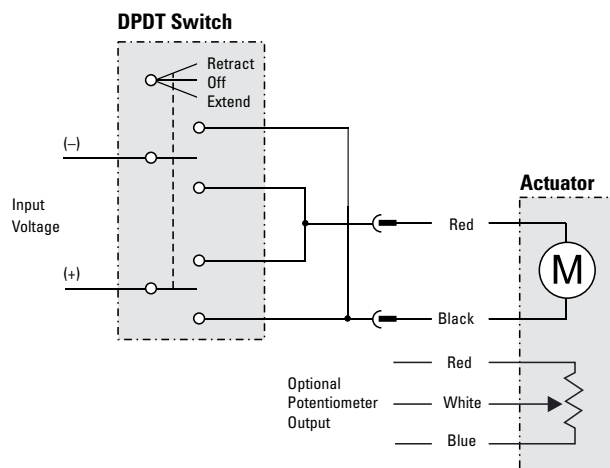 DPDT Switch
Retract
Off
Extend
(–)
Input
Voltage
(+)
Actuator
Red
M
Black
Red
Optional
Potentiometer
Output
White
Blue